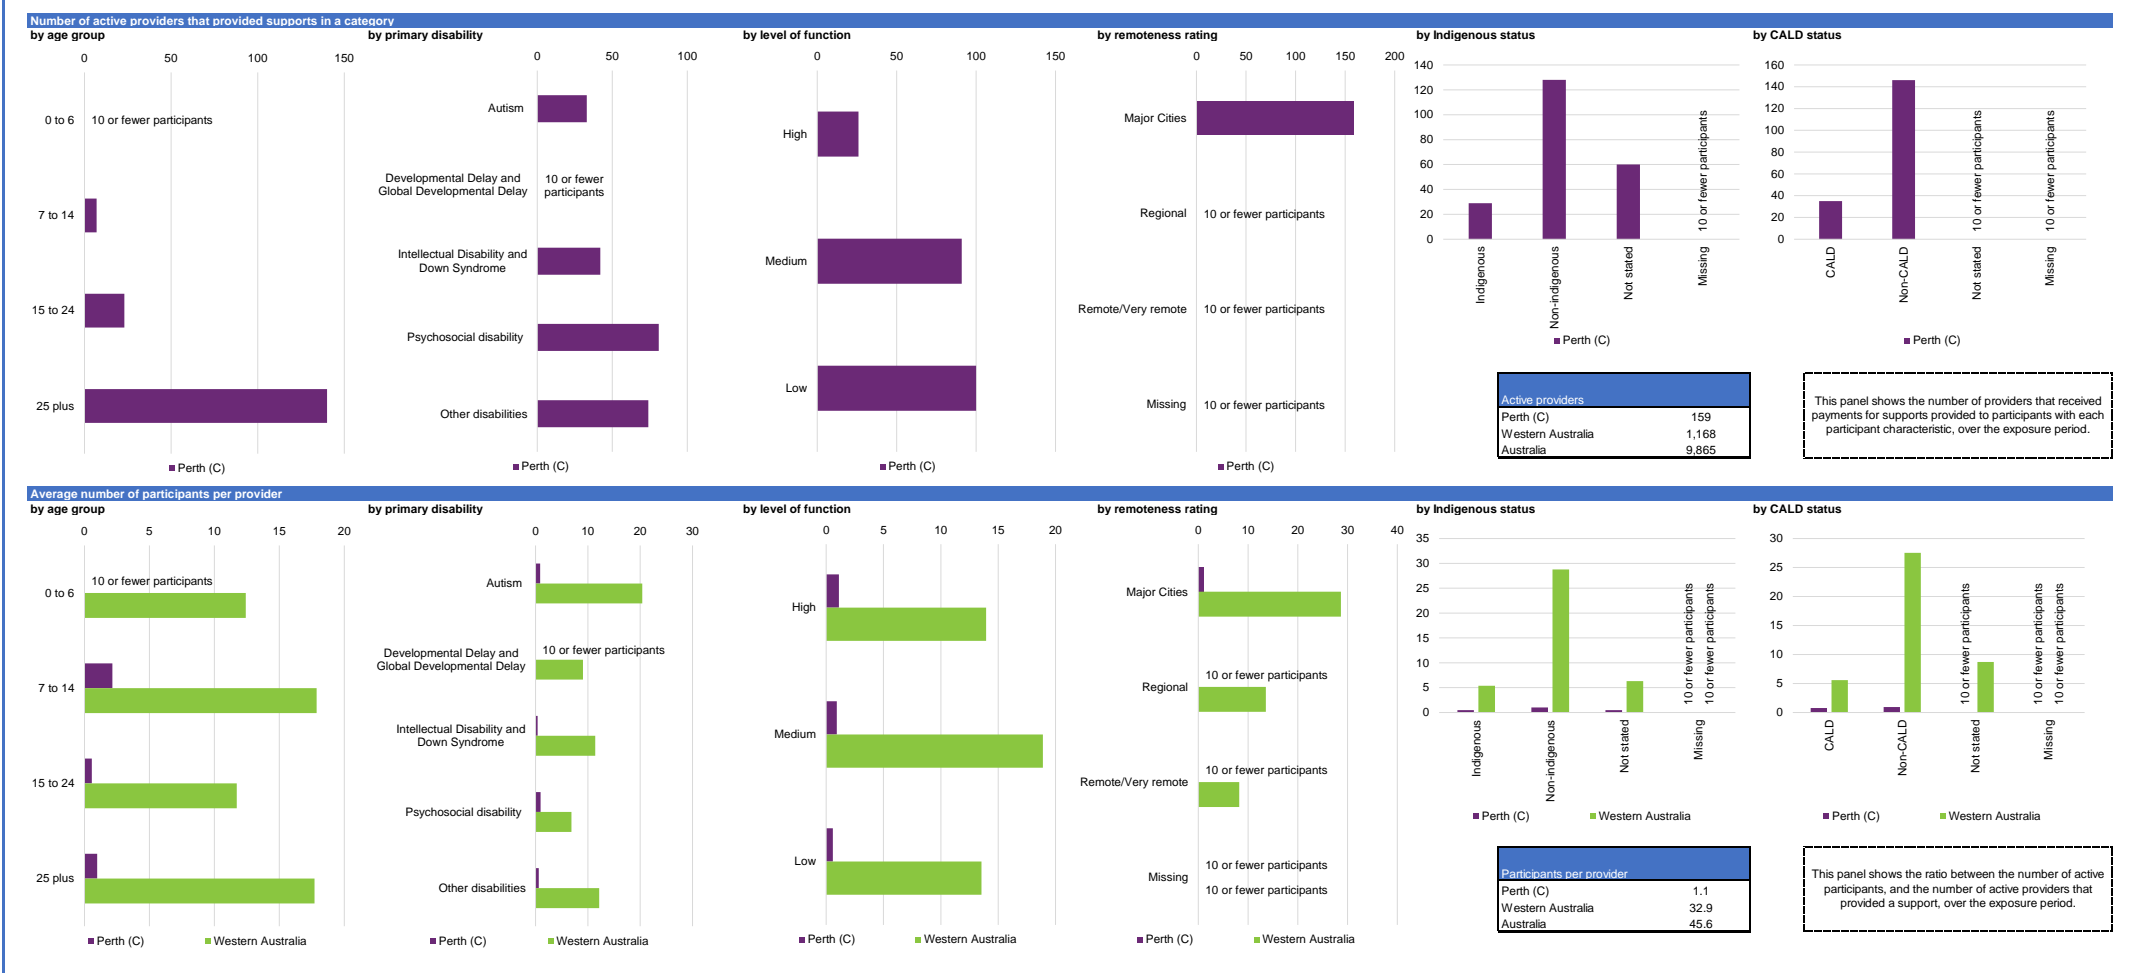 Number of active providers that provided supports in a category
by age group
0 50 100 150
0 to 6
10 or fewer participants
7 to 14
15 to 24
25 plus
Perth (C)
by primary disability
0 50 100
Autism
Developmental Delay and
Global Developmental Delay
10 or fewer
participants
Intellectual Disability and
Down Syndrome
Psychosocial disability
Other disabilities
Perth (C)
by level of function
0 50 100 150
High
Medium
Low
Perth (C)
by remoteness rating
0 50 100 150 200
Major Cities
Regional
10 or fewer participants
Remote/Very remote
10 or fewer participants
Missing
10 or fewer participants
Perth (C)
by Indigenous status
140
120
100
80
60
40
20
0
10 or fewer participants
Indigenous
Non-indigenous
Not stated
Missing
Perth (C)
by CALD status
160
140
120
100
80
60
40
20
0
10 or fewer participants
10 or fewer participants
CALD
Non-CALD
Not stated
Missing
Perth (C)
Active providers
Perth (C) 159
Western Australia 1,168
Australia 9,865
This panel shows the number of providers that received
payments for supports provided to participants with each
participant characteristic, over the exposure period.
Average number of participants per provider
by age group
0 5 10 15 20
0 to 6
10 or fewer participants
7 to 14
15 to 24
25 plus
Perth (C) Western Australia
by primary disability
0 10 20 30
Autism
Developmental Delay and
Global Developmental Delay
10 or fewer participants
Intellectual Disability and
Down Syndrome
Psychosocial disability
Other disabilities
Perth (C) Western Australia
by level of function
0 5 10 15 20
High
Medium
Low
Perth (C) Western Australia
by remoteness rating
0 10 20 30 40
Major Cities
Regional
10 or fewer participants
Remote/Very remote
10 or fewer participants
Missing
10 or fewer participants
10 or fewer participants
Perth (C) Western Australia
by Indigenous status
35
30
25
20
15
10
5
0
10 or fewer participants
10 or fewer participants
Indigenous
Non-indigenous
Not stated
Missing
Perth (C) Western Australia
by CALD status
30
25
20
15
10
5
0
10 or fewer participants
10 or fewer participants
10 or fewer participants
CALD
Non-CALD
Not stated
Missing
Perth (C) Western Australia
Participants per provider
Perth (C) 1.1
Western Australia 32.9
Australia 45.6
This panel shows the ratio between the number of active
participants, and the number of active providers that
provided a support, over the exposure period.